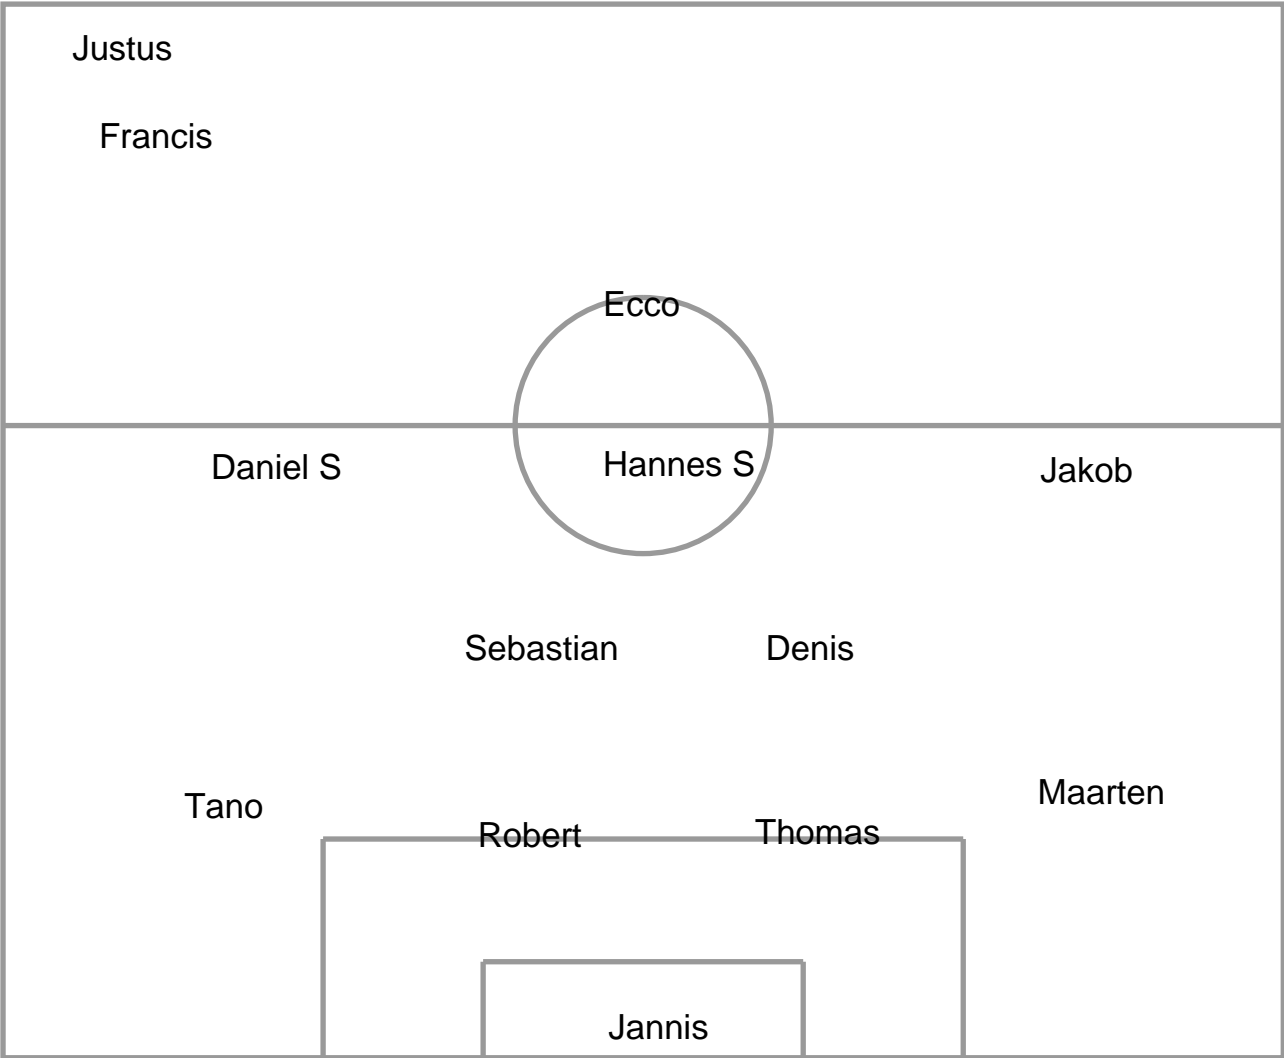 Justus
Francis
Ecco
Daniel S Hannes S Jakob
Sebastian Denis
Tano Maarten
Robert Thomas
Jannis